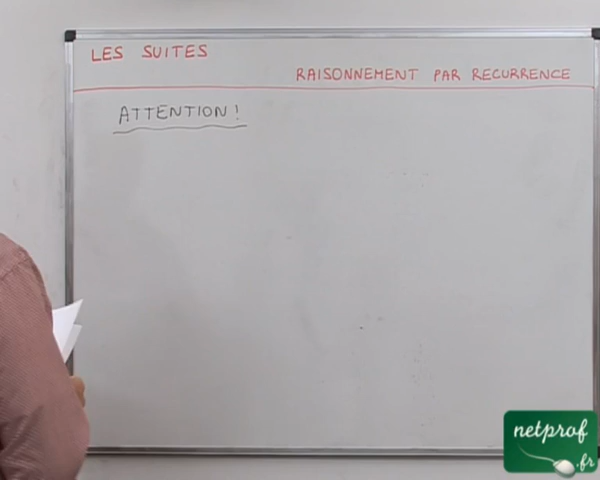 LES SUITES
RAISONNEMENT PAR RECURRENCE
ATTENTION !
netprof
.fr